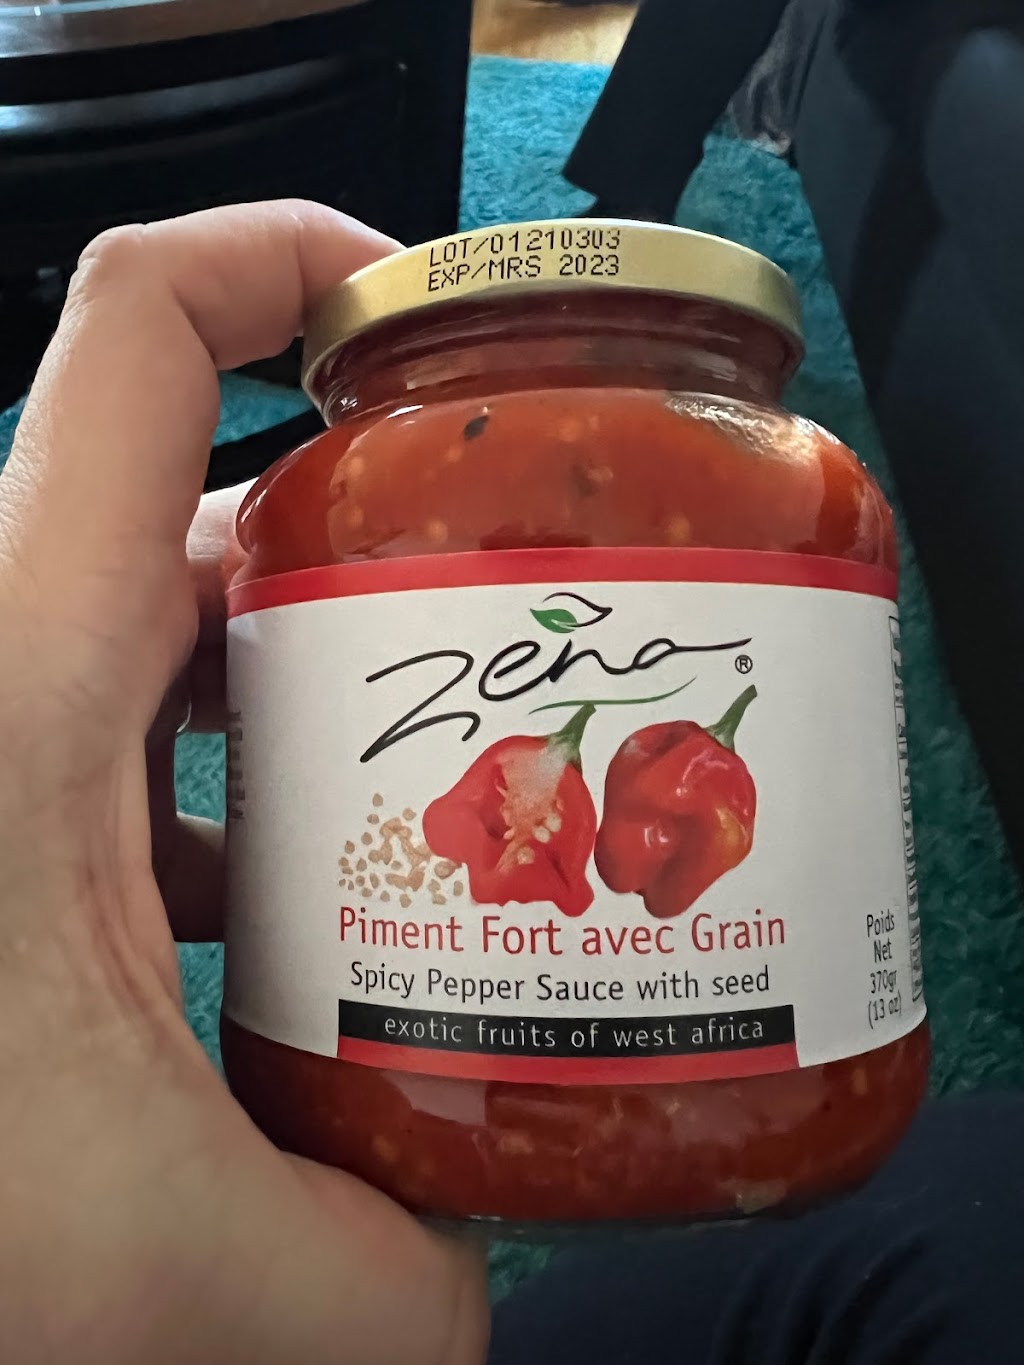 LOT/01210303
EXP/MRS 2023
zena®
Piment Fort avec Grain
Spicy Pepper Sauce with seed
exotic fruits of west africa
Poids
Net
370gr
(13 oz)